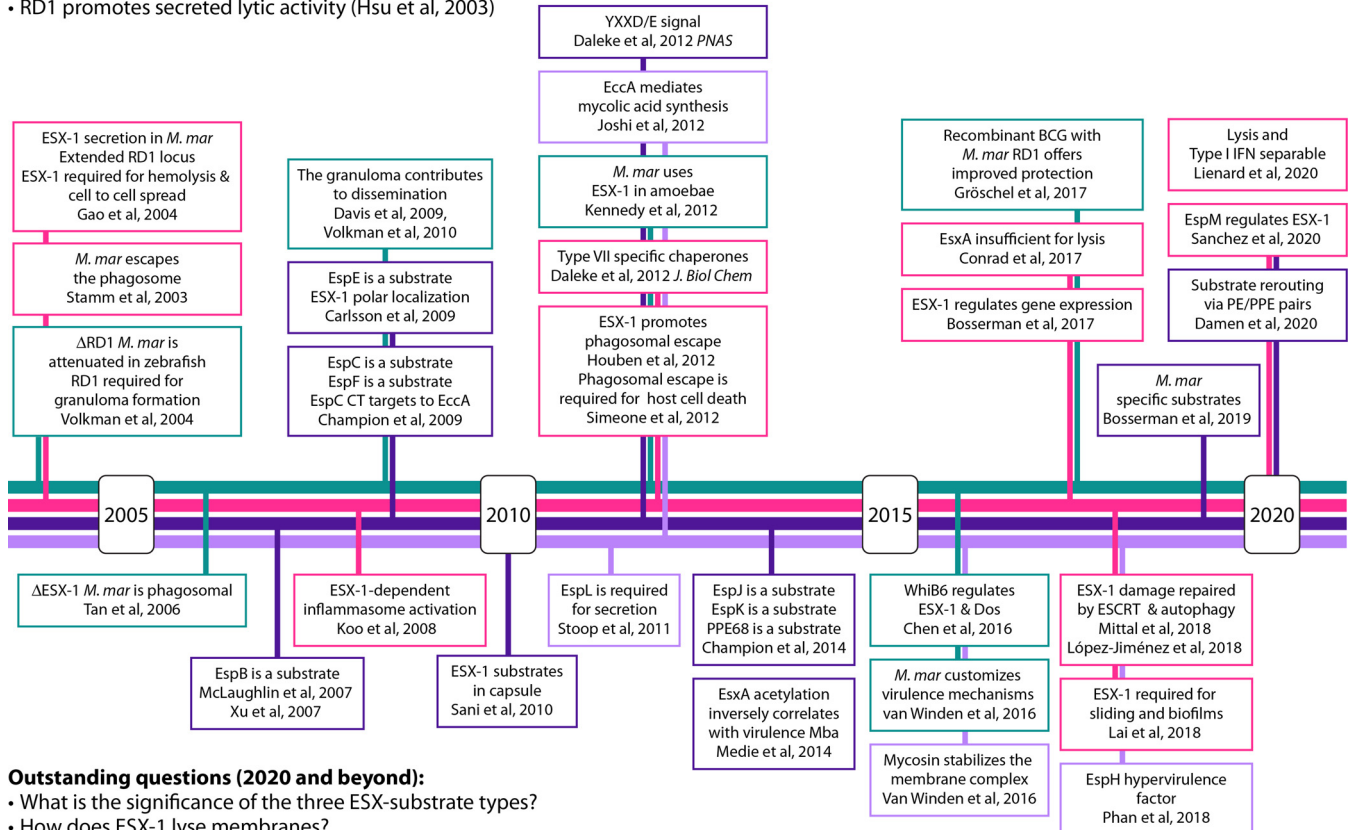 • RD1 promotes secreted lytic activity (Hsu et al, 2003)
ESX-1 secretion in M. mar
Extended RD1 locus
ESX-1 required for hemolysis &
cell to cell spread
Gao et al, 2004
M. mar escapes
the phagosome
Stamm et al, 2003
ΔRD1 M. mar is
attenuated in zebrafish
RD1 required for
granuloma formation
Volkman et al, 2004
The granuloma contributes
to dissemination
Davis et al, 2009,
Volkman et al, 2010
EspE is a substrate
ESX-1 polar localization
Carlsson et al, 2009
EspC is a substrate
EspF is a substrate
EspC CT targets to EccA
Champion et al, 2009
YXXD/E signal
Daleke et al, 2012 PNAS
EccA mediates
mycolic acid synthesis
Joshi et al, 2012
M. mar uses
ESX-1 in amoebae
Kennedy et al, 2012
Type VII specific chaperones
Daleke et al, 2012 J. Biol Chem
ESX-1 promotes
phagosomal escape
Houben et al, 2012
Phagosomal escape is
required for host cell death
Simeone et al, 2012
Recombinant BCG with
M. mar RD1 offers
improved protection
Gröschel et al, 2017
EsxA insufficient for lysis
Conrad et al, 2017
ESX-1 regulates gene expression
Bosserman et al, 2017
Lysis and
Type I IFN separable
Lienard et al, 2020
EspM regulates ESX-1
Sanchez et al, 2020
Substrate rerouting
via PE/PPE pairs
Damen et al, 2020
M. mar
specific substrates
Bosserman et al, 2019
2005
2010
2015
2020
ΔESX-1 M. mar is phagosomal
Tan et al, 2006
EspB is a substrate
McLaughlin et al, 2007
Xu et al, 2007
ESX-1-dependent
inflammasome activation
Koo et al, 2008
ESX-1 substrates
in capsule
Sani et al, 2010
EspL is required
for secretion
Stoop et al, 2011
EspJ is a substrate
EspK is a substrate
PPE68 is a substrate
Champion et al, 2014
EsxA acetylation
inversely correlates
with virulence Mba
Medie et al, 2014
WhiB6 regulates
ESX-1 & Dos
Chen et al, 2016
M. mar customizes
virulence mechanisms
van Winden et al, 2016
Mycosin stabilizes the
membrane complex
Van Winden et al, 2016
ESX-1 damage repaired
by ESCRT & autophagy
Mittal et al, 2018
López-Jiménez et al, 2018
ESX-1 required for
sliding and biofilms
Lai et al, 2018
EspH hypervirulence
factor
Phan et al, 2018
Outstanding questions (2020 and beyond):
• What is the significance of the three ESX-substrate types?
• How does ESX-1 lyse membranes?